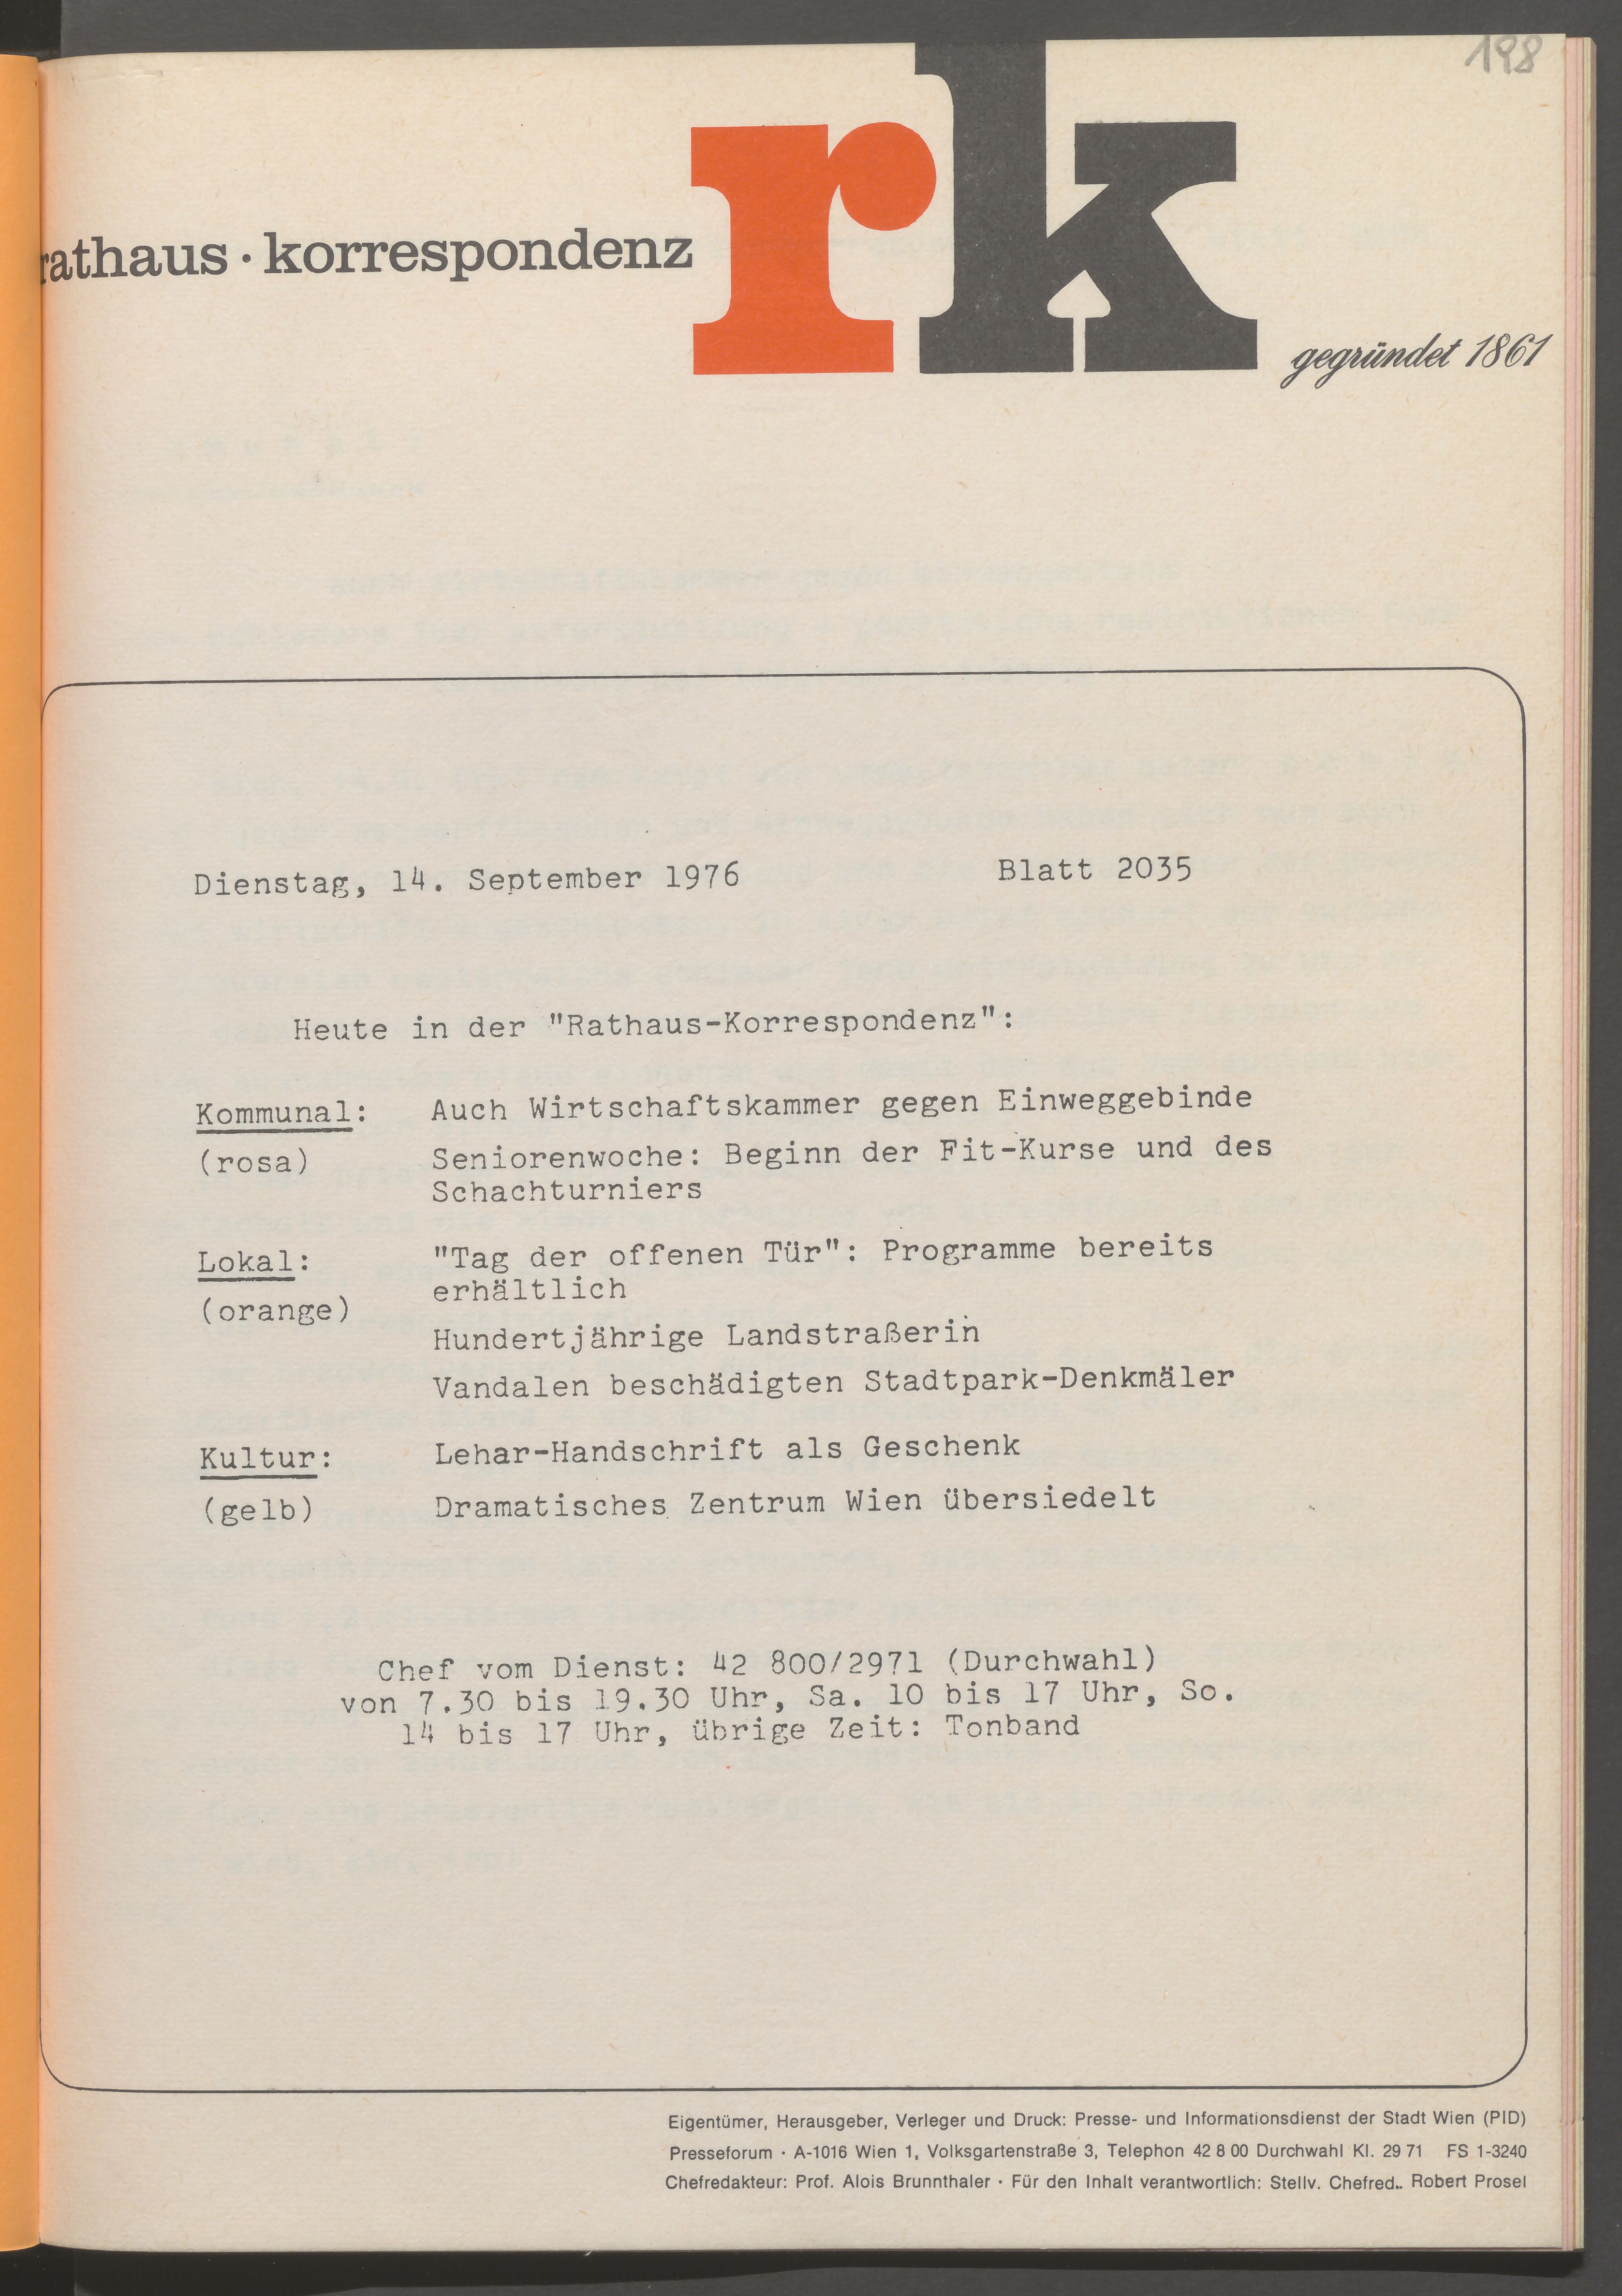 198
rathaus · korrespondenz
rk
gegründet 1861
Dienstag, 14. September 1976 Blatt 2035
Heute in der "Rathaus-Korrespondenz":
Kommunal: Auch Wirtschaftskammer gegen Einweggebinde
(rosa) Seniorenwoche: Beginn der Fit-Kurse und des
Schachturniers
Lokal: "Tag der offenen Tür": Programme bereits
erhältlich
(orange)
Hundertjährige Landstraßerin
Vandalen beschädigten Stadtpark-Denkmäler
Kultur: Lehar-Handschrift als Geschenk
(gelb) Dramatisches Zentrum Wien übersiedelt
Chef vom Dienst: 42 800/2971 (Durchwahl)
von 7.30 bis 19.30 Uhr, Sa. 10 bis 17 Uhr, So.
14 bis 17 Uhr, übrige Zeit: Tonband
Eigentümer, Herausgeber, Verleger und Druck: Presse- und Informationsdienst der Stadt Wien (PID)
Presseforum · A-1016 Wien 1, Volksgartenstraße 3, Telephon 42 8 00 Durchwahl Kl. 29 71 FS 1-3240
Chefredakteur: Prof. Alois Brunnthaler · Für den Inhalt verantwortlich: Stellv. Chefred.. Robert Prosel